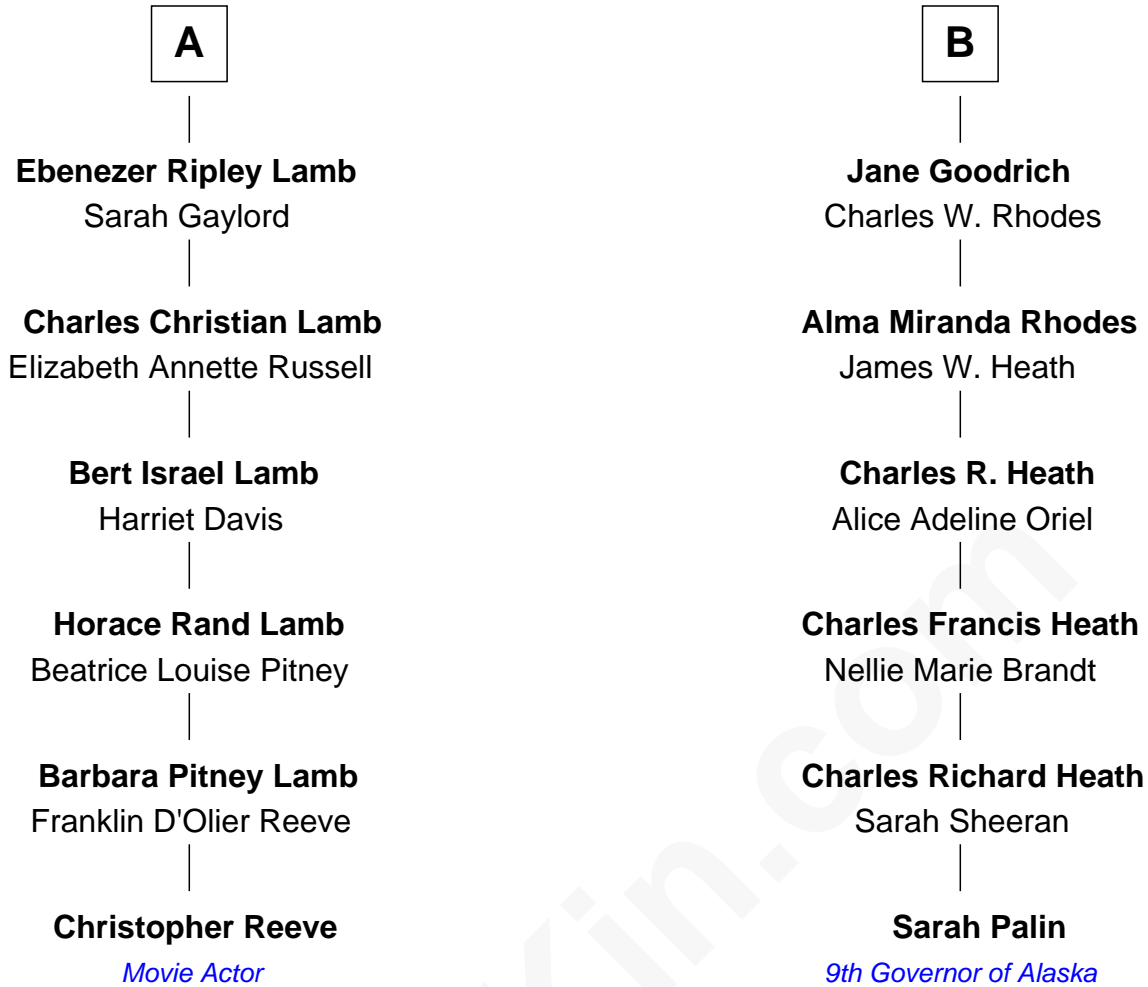 A
Ebenezer Ripley Lamb
Sarah Gaylord
Charles Christian Lamb
Elizabeth Annette Russell
Bert Israel Lamb
Harriet Davis
Horace Rand Lamb
Beatrice Louise Pitney
Barbara Pitney Lamb
Franklin D'Olier Reeve
Christopher Reeve
Movie Actor
B
Jane Goodrich
Charles W. Rhodes
Alma Miranda Rhodes
James W. Heath
Charles R. Heath
Alice Adeline Oriel
Charles Francis Heath
Nellie Marie Brandt
Charles Richard Heath
Sarah Sheeran
Sarah Palin
9th Governor of Alaska
Kin.com